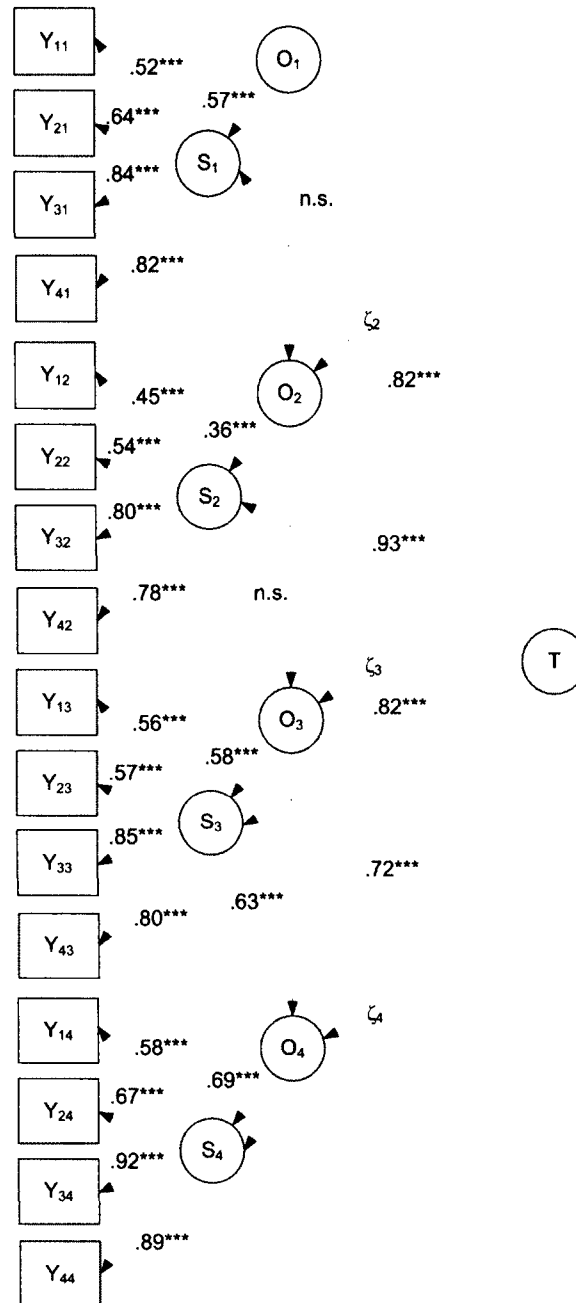 Y11
O1
.52***
.57***
Y21
.64***
S1
.84***
Y31
n.s.
.82***
Y41
ζ2
Y12
O2
.82***
.45***
.36***
.54***
Y22
S2
.80***
Y32
.93***
.78***
n.s.
Y42
T
ζ3
.82***
Y13
O3
.56***
.58***
.57***
Y23
S3
.85***
Y33
.72***
.63***
.80***
Y43
ζ4
Y14
O4
.58***
.69***
.67***
Y24
S4
.92***
Y34
.89***
Y44